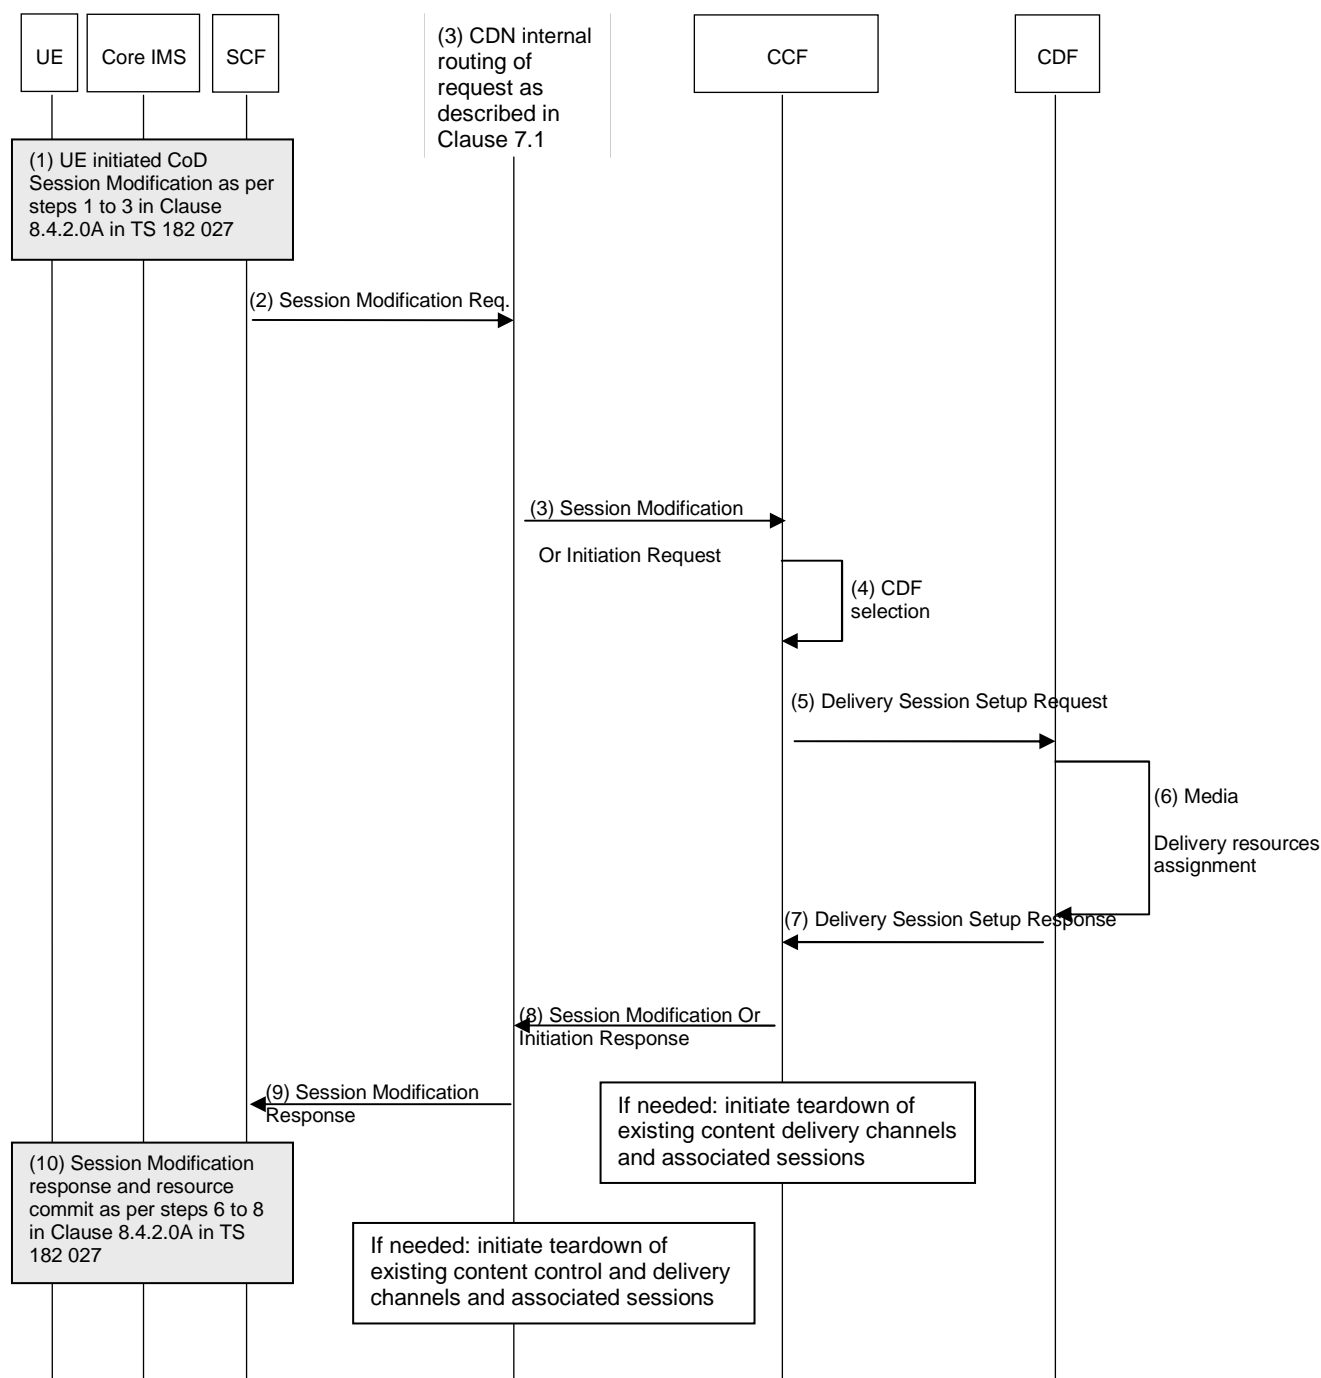 UE
Core IMS
SCF
(3) CDN internal
routing of
request as
described in
Clause 7.1
CCF
CDF
(1) UE initiated CoD
Session Modification as per
steps 1 to 3 in Clause
8.4.2.0A in TS 182 027
(2) Session Modification Req.
(3) Session Modification
Or Initiation Request
(4) CDF
selection
(5) Delivery Session Setup Request
(6) Media
Delivery resources
assignment
(7) Delivery Session Setup Response
(8) Session Modification Or
Initiation Response
(9) Session Modification
Response
If needed: initiate teardown of
existing content delivery channels
and associated sessions
(10) Session Modification
response and resource
commit as per steps 6 to 8
in Clause 8.4.2.0A in TS
182 027
If needed: initiate teardown of
existing content control and delivery
channels and associated sessions